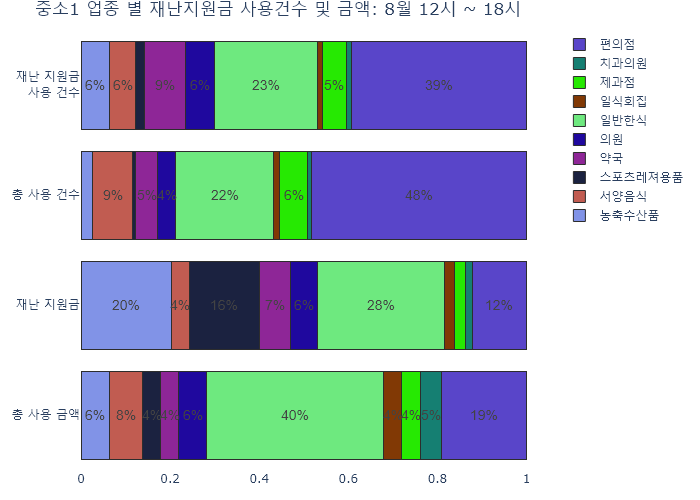 중소1 업종 별 재난지원금 사용건수 및 금액: 8월 12시 ~ 18시
재난 지원금
사용 건수
6% 6% 9% 6% 23% 5% 39%
총 사용 건수
9% 5% 4% 22% 6% 48%
재난 지원금
20% 4% 16% 7% 6% 28% 12%
총 사용 금액
6% 8% 4% 4% 6% 40% 4% 4% 5% 19%
0 0.2 0.4 0.6 0.8 1
편의점
치과의원
제과점
일식회집
일반한식
의원
약국
스포츠레져용품
서양음식
농축수산품